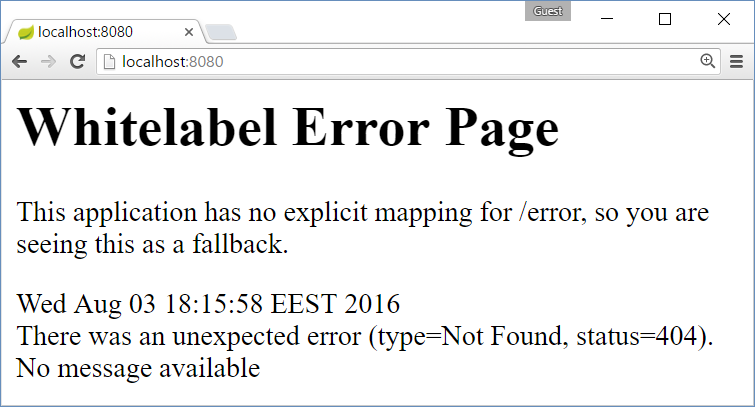 Guest
localhost:8080
localhost:8080
Whitelabel Error Page
This application has no explicit mapping for /error, so you are
seeing this as a fallback.
Wed Aug 03 18:15:58 EEST 2016
There was an unexpected error (type=Not Found, status=404).
No message available